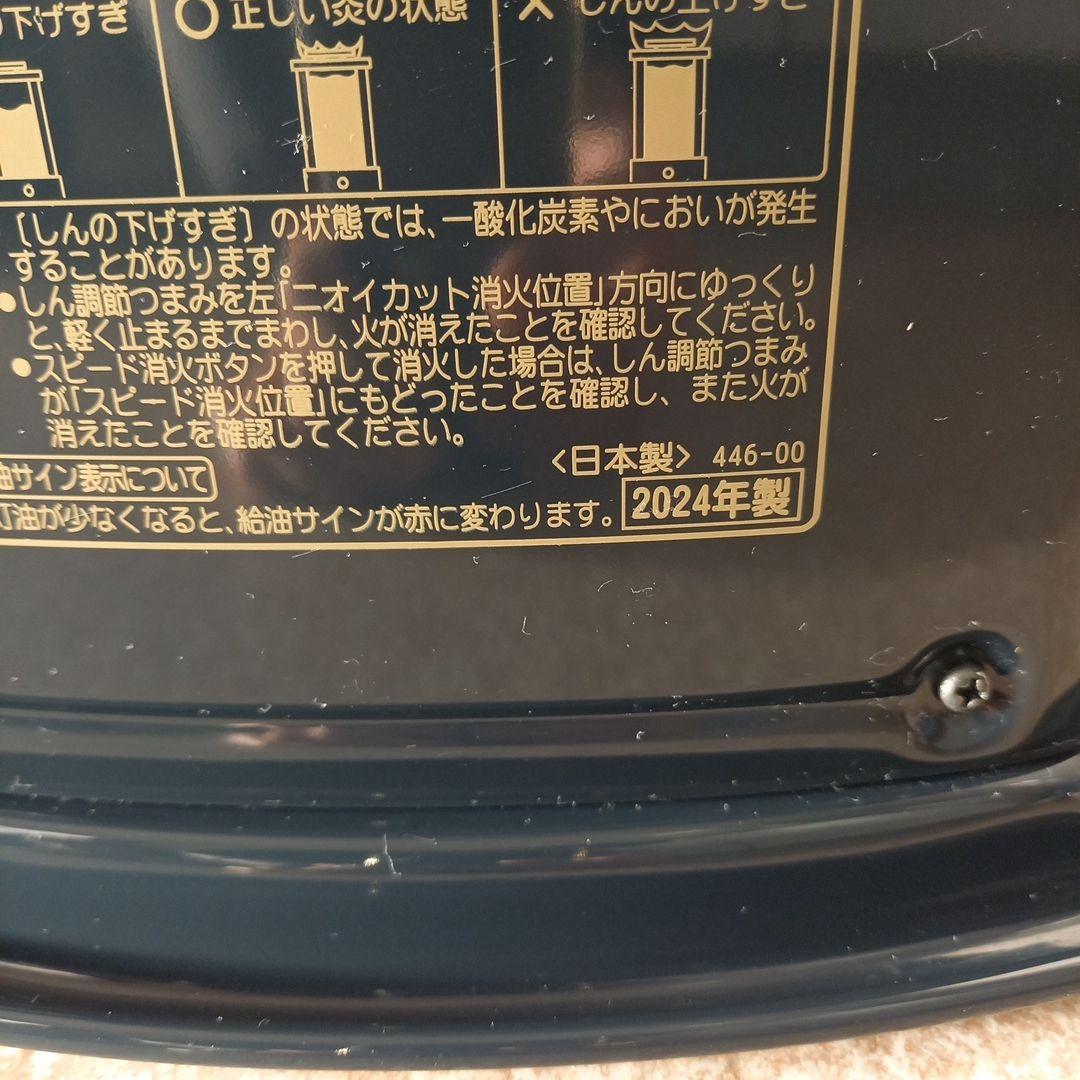 の下げすぎ
○ 正しい炎の状態
× しんの上げすぎ
〔しんの下げすぎ〕の状態では、一酸化炭素やにおいが発生
することがあります。
●しん調節つまみを左「ニオイカット消火位置」方向にゆっくり
と、軽く止まるまでまわし、火が消えたことを確認してください。
●スピード消火ボタンを押して消火した場合は、しん調節つまみ
が「スピード消火位置」にもどったことを確認し、また火が
消えたことを確認してください。
<日本製> 446-00
油サイン表示について
灯油が少なくなると、給油サインが赤に変わります。
2024年製